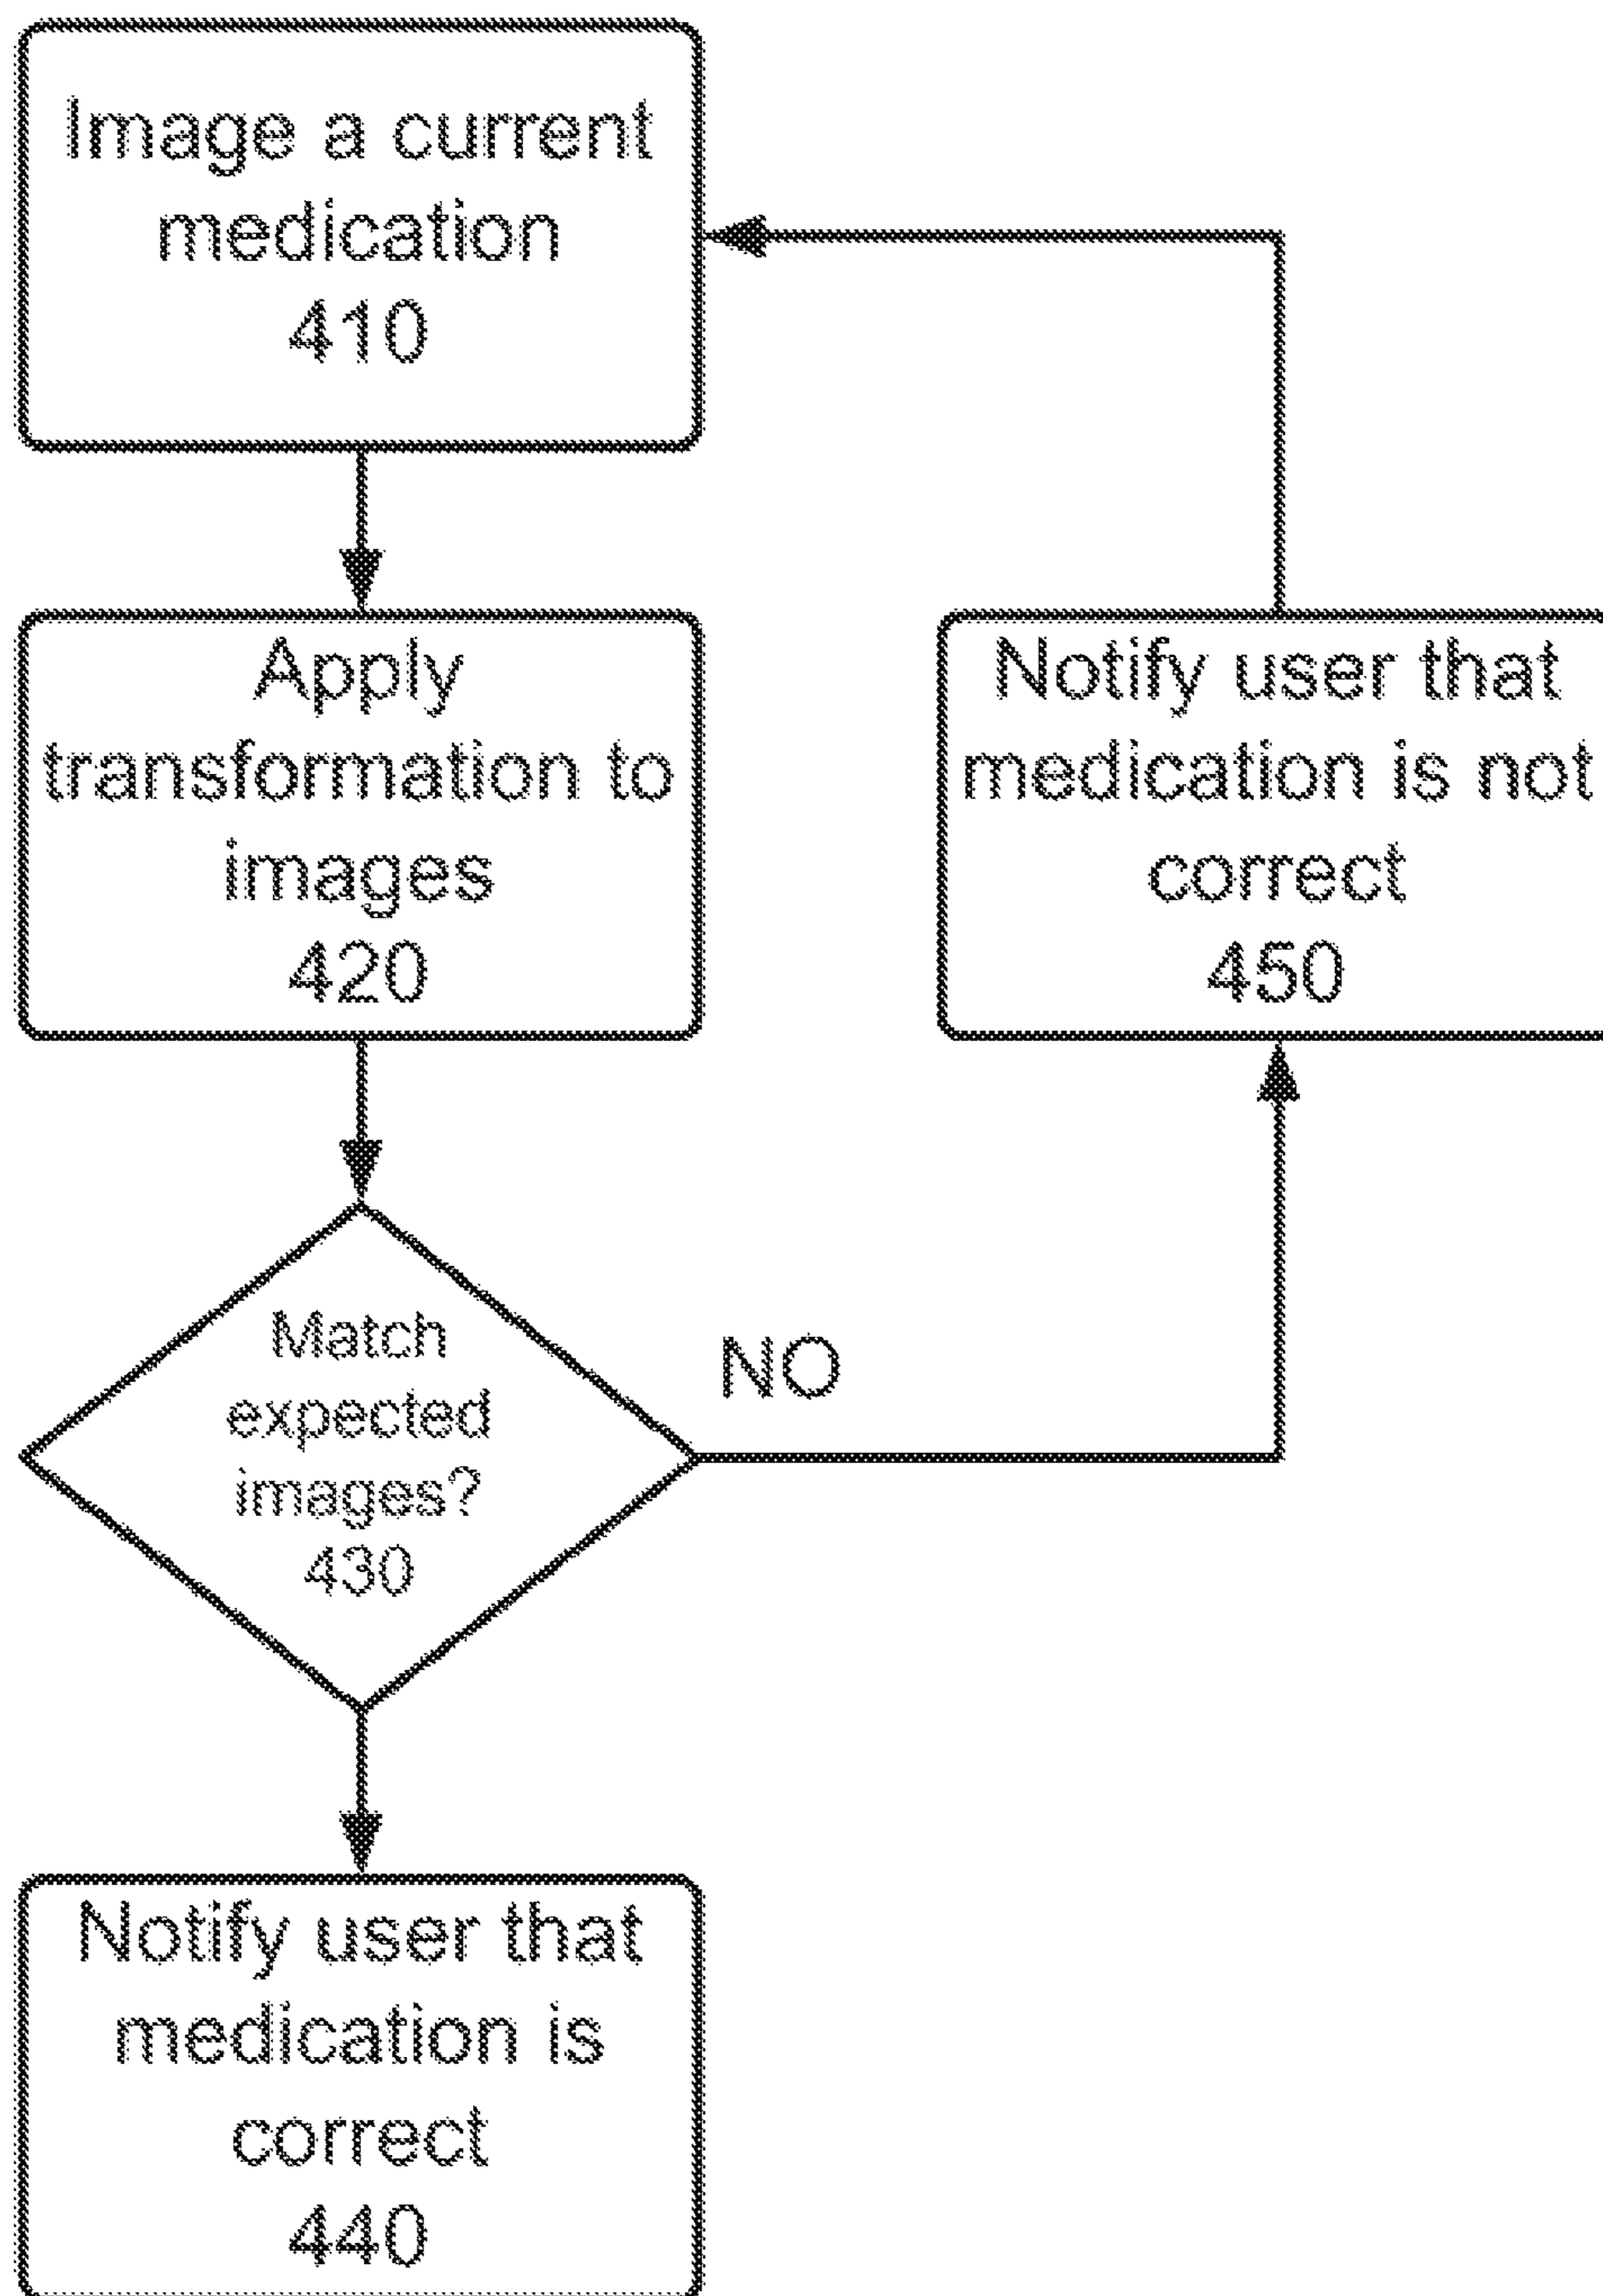 Image a current
medication
410
Apply
transformation to
images
420
Notify user that
medication is not
correct
450
Match
expected
images?
430
NO
Notify user that
medication is
correct
440